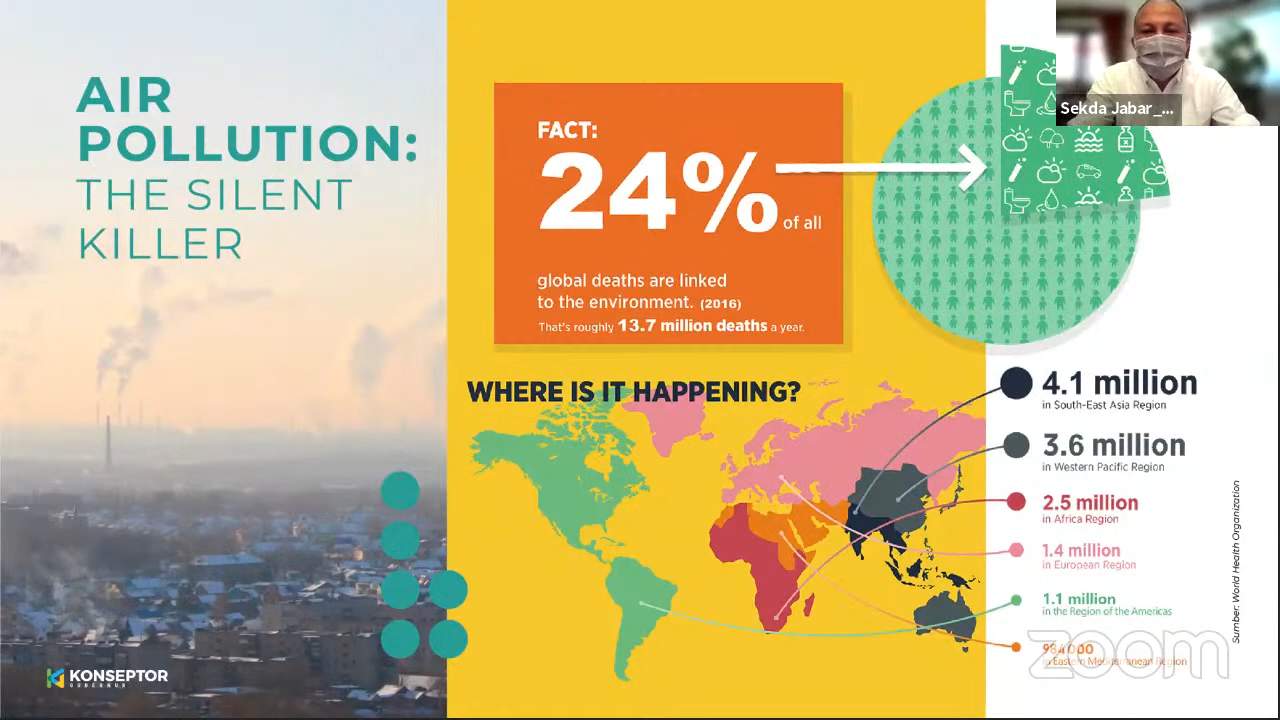 AIR
POLLUTION:
THE SILENT
KILLER
FACT:
24%
of all
global deaths are linked
to the environment. (2016)
That's roughly 13.7 million deaths a year.
WHERE IS IT HAPPENING?
4.1 million
in South-East Asia Region
3.6 million
in Western Pacific Region
2.5 million
in Africa Region
1.4 million
in European Region
1.1 million
in the Region of the Americas
984 000
in Eastern Mediterranean Region
Sumber: World Health Organization
Sekda Jabar_...
KONSEPTOR
GUBERNUR
zoom